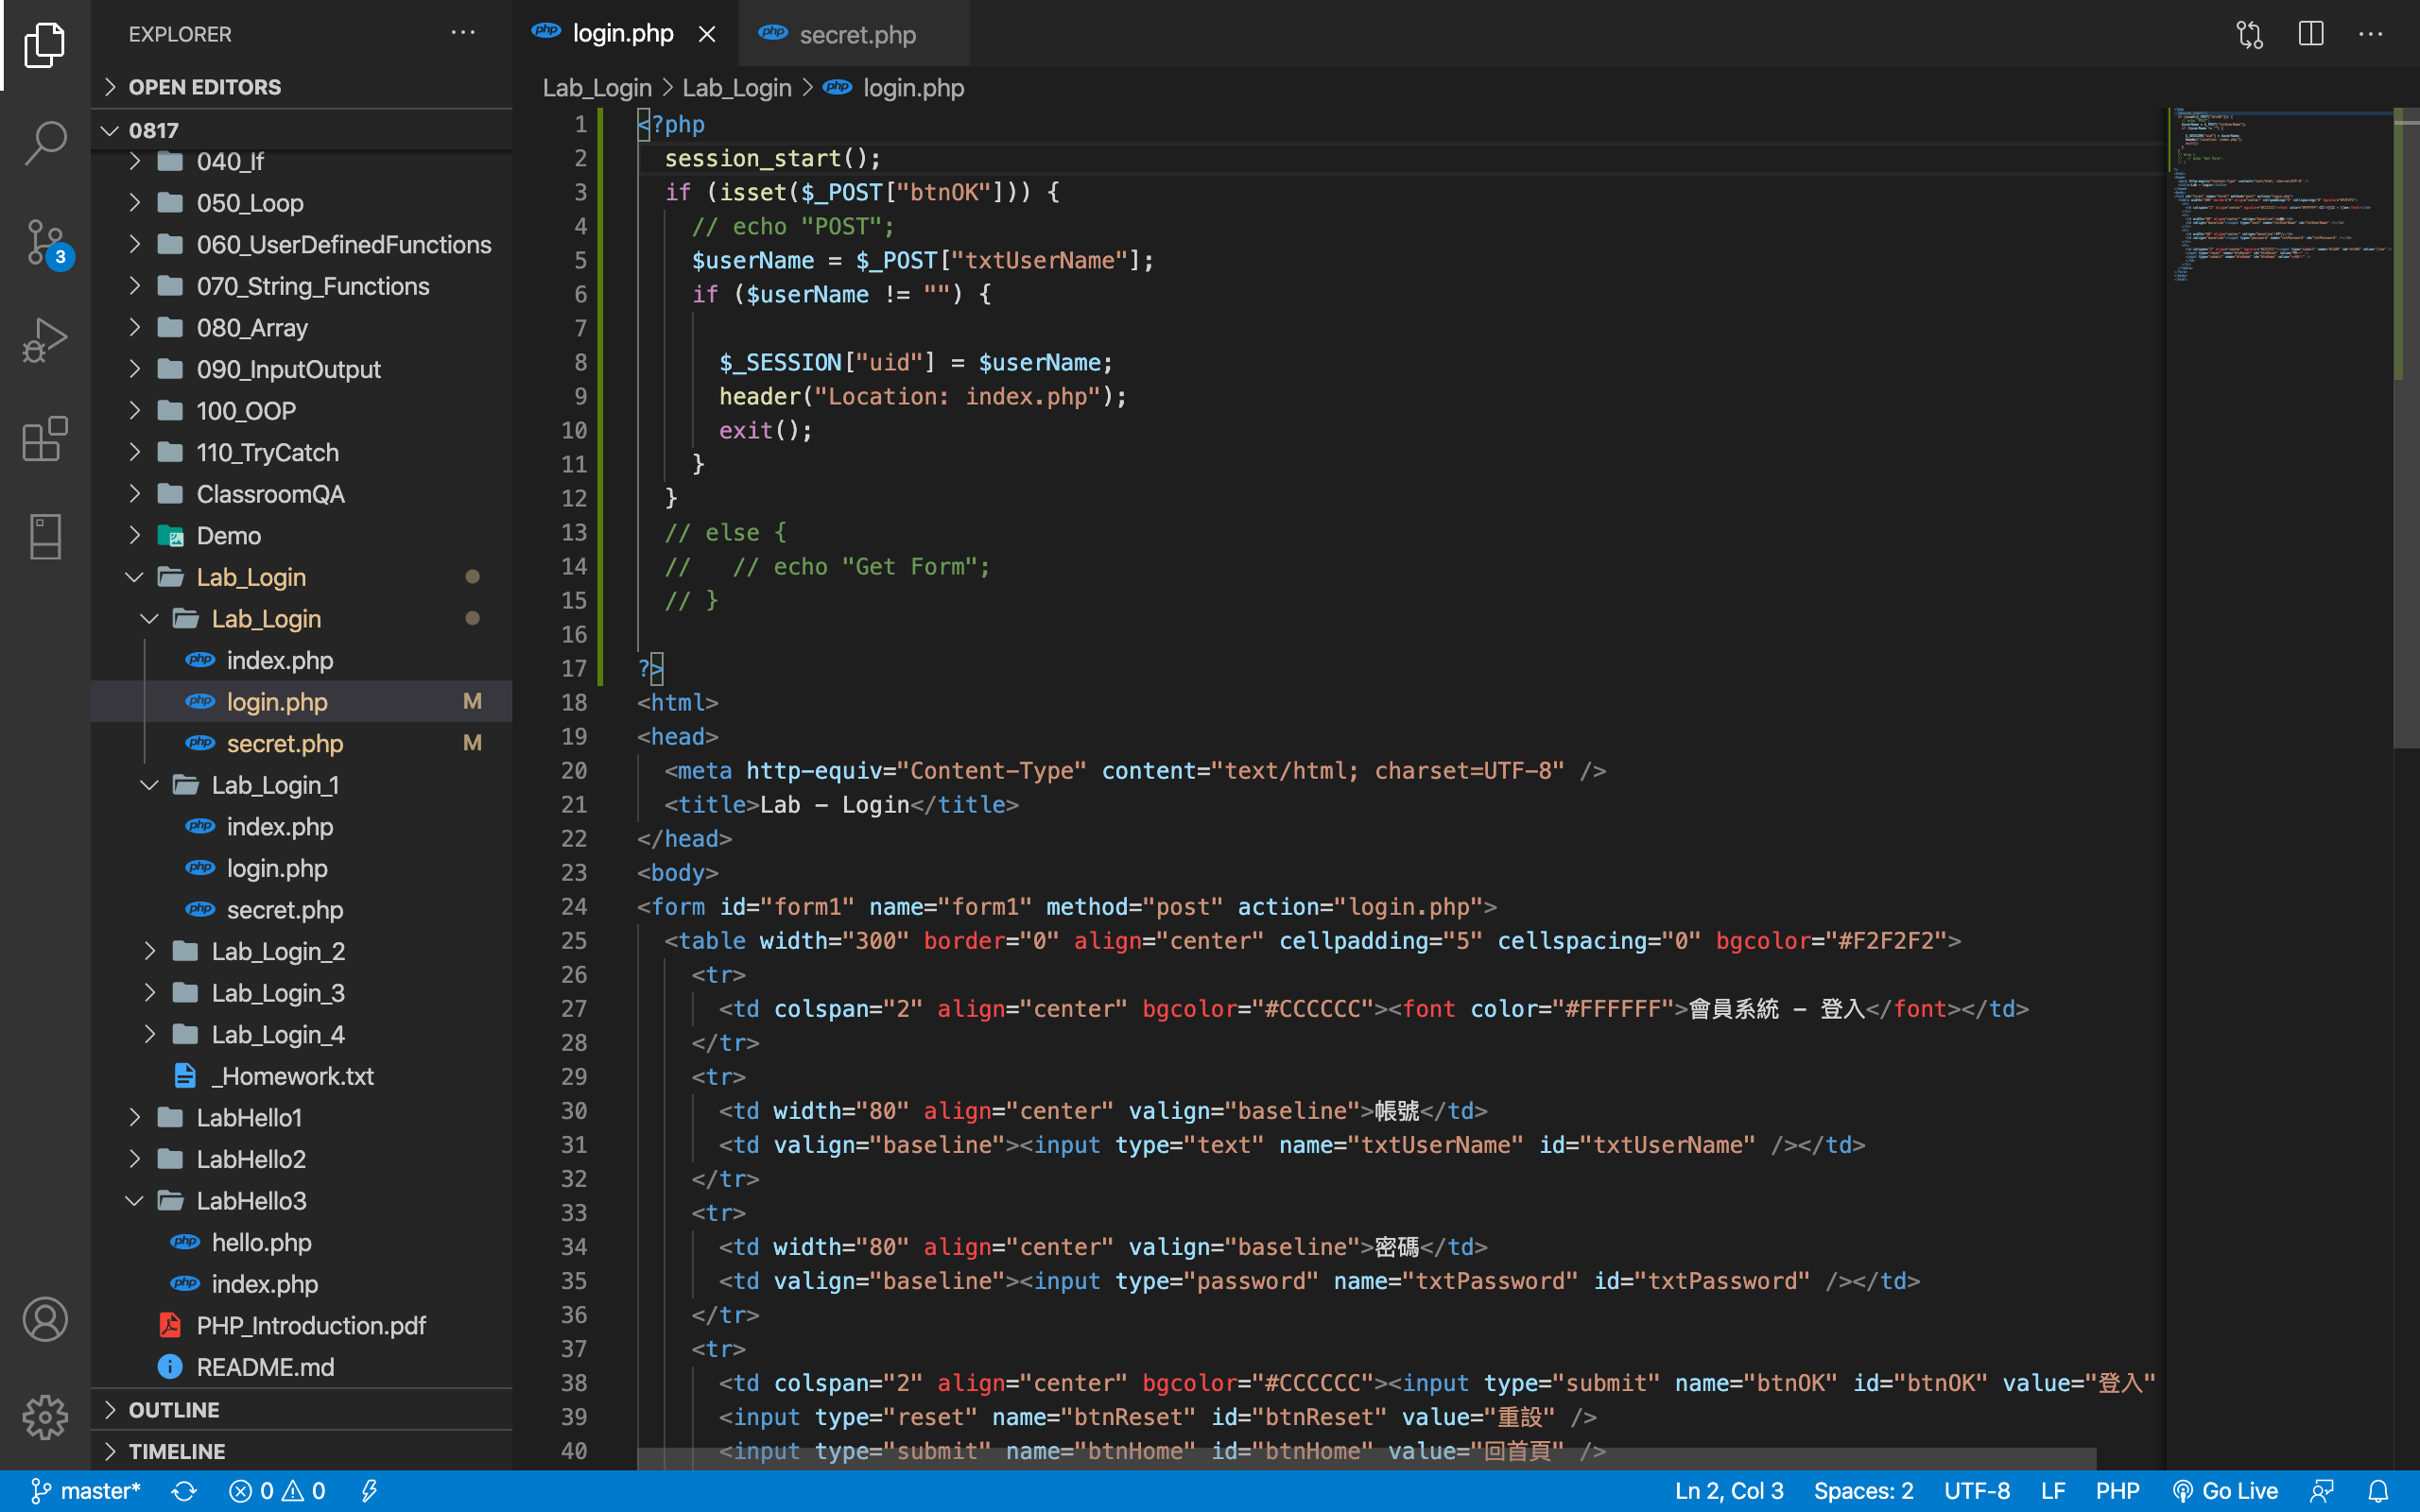 EXPLORER
OPEN EDITORS
0817
040_If
050_Loop
060_UserDefinedFunctions
070_String_Functions
080_Array
090_InputOutput
100_OOP
110_TryCatch
ClassroomQA
Demo
Lab_Login
Lab_Login
php index.php
php login.php M
php secret.php M
Lab_Login_1
php index.php
php login.php
php secret.php
Lab_Login_2
Lab_Login_3
Lab_Login_4
_Homework.txt
LabHello1
LabHello2
LabHello3
php hello.php
php index.php
PHP_Introduction.pdf
README.md
OUTLINE
TIMELINE
3
php login.php
php secret.php
Lab_Login > Lab_Login > php login.php
1 <?php
2   session_start();
3   if (isset($_POST["btnOK"])) {
4     // echo "POST";
5     $userName = $_POST["txtUserName"];
6     if ($userName != "") {
7
8       $_SESSION["uid"] = $userName;
9       header("Location: index.php");
10       exit();
11     }
12   }
13   // else {
14   //   // echo "Get Form";
15   // }
16
17 ?>
18 <html>
19 <head>
20   <meta http-equiv="Content-Type" content="text/html; charset=UTF-8" />
21   <title>Lab - Login</title>
22 </head>
23 <body>
24 <form id="form1" name="form1" method="post" action="login.php">
25   <table width="300" border="0" align="center" cellpadding="5" cellspacing="0" bgcolor="#F2F2F2">
26     <tr>
27       <td colspan="2" align="center" bgcolor="#CCCCCC"><font color="#FFFFFF">會員系統 - 登入</font></td>
28     </tr>
29     <tr>
30       <td width="80" align="center" valign="baseline">帳號</td>
31       <td valign="baseline"><input type="text" name="txtUserName" id="txtUserName" /></td>
32     </tr>
33     <tr>
34       <td width="80" align="center" valign="baseline">密碼</td>
35       <td valign="baseline"><input type="password" name="txtPassword" id="txtPassword" /></td>
36     </tr>
37     <tr>
38       <td colspan="2" align="center" bgcolor="#CCCCCC"><input type="submit" name="btnOK" id="btnOK" value="登入"
39       <input type="reset" name="btnReset" id="btnReset" value="重設" />
40       <input type="submit" name="btnHome" id="btnHome" value="回首頁" />
master* 0 0 Ln 2, Col 3 Spaces: 2 UTF-8 LF PHP Go Live